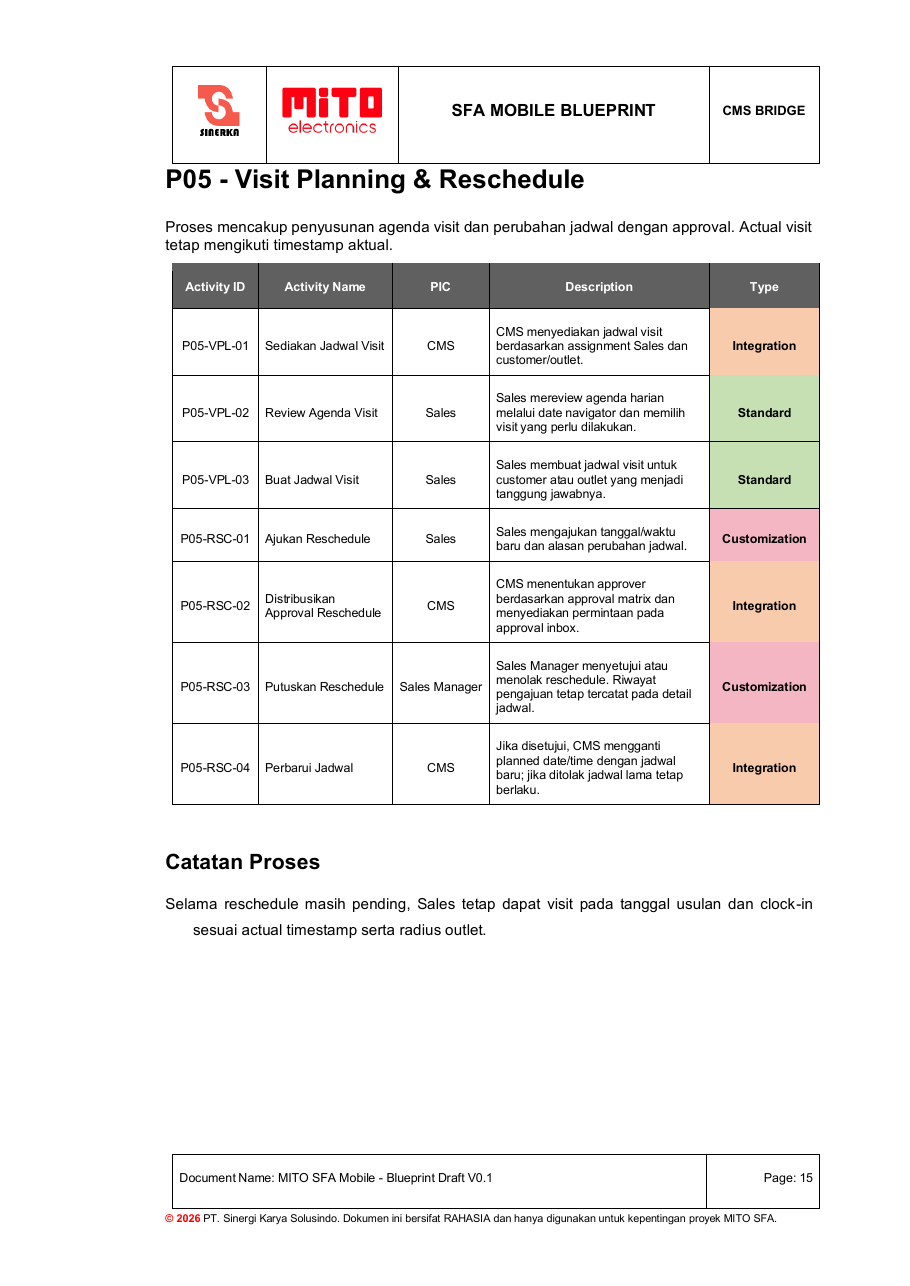 SINERKA
MiTO
electronics
SFA MOBILE BLUEPRINT
CMS BRIDGE
P05 - Visit Planning & Reschedule
Proses mencakup penyusunan agenda visit dan perubahan jadwal dengan approval. Actual visit
tetap mengikuti timestamp aktual.
Activity ID
Activity Name
PIC
Description
Type
P05-VPL-01
Sediakan Jadwal Visit
CMS
CMS menyediakan jadwal visit
berdasarkan assignment Sales dan
customer/outlet.
Integration
P05-VPL-02
Review Agenda Visit
Sales
Sales mereview agenda harian
melalui date navigator dan memilih
visit yang perlu dilakukan.
Standard
P05-VPL-03
Buat Jadwal Visit
Sales
Sales membuat jadwal visit untuk
customer atau outlet yang menjadi
tanggung jawabnya.
Standard
P05-RSC-01
Ajukan Reschedule
Sales
Sales mengajukan tanggal/waktu
baru dan alasan perubahan jadwal.
Customization
P05-RSC-02
Distribusikan
Approval Reschedule
CMS
CMS menentukan approver
berdasarkan approval matrix dan
menyediakan permintaan pada
approval inbox.
Integration
P05-RSC-03
Putuskan Reschedule
Sales Manager
Sales Manager menyetujui atau
menolak reschedule. Riwayat
pengajuan tetap tercatat pada detail
jadwal.
Customization
P05-RSC-04
Perbarui Jadwal
CMS
Jika disetujui, CMS mengganti
planned date/time dengan jadwal
baru; jika ditolak jadwal lama tetap
berlaku.
Integration
Catatan Proses
Selama reschedule masih pending, Sales tetap dapat visit pada tanggal usulan dan clock-in
sesuai actual timestamp serta radius outlet.
Document Name: MITO SFA Mobile - Blueprint Draft V0.1
Page: 15
© 2026 PT. Sinergi Karya Solusindo. Dokumen ini bersifat RAHASIA dan hanya digunakan untuk kepentingan proyek MITO SFA.